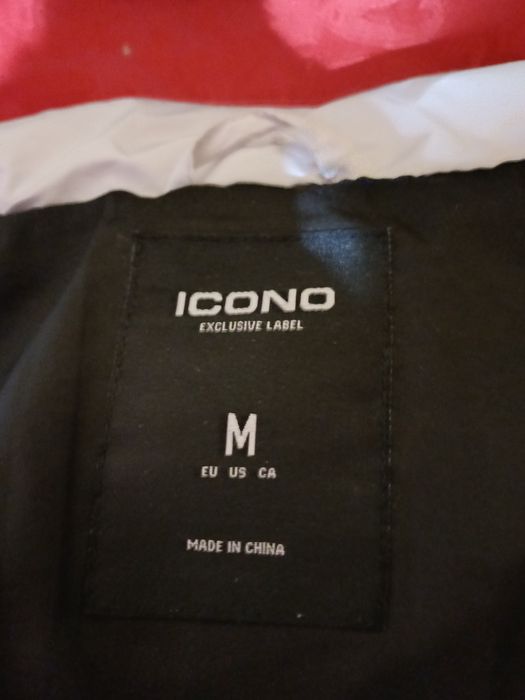 ICONO
EXCLUSIVE LABEL
M
EU US CA
MADE IN CHINA